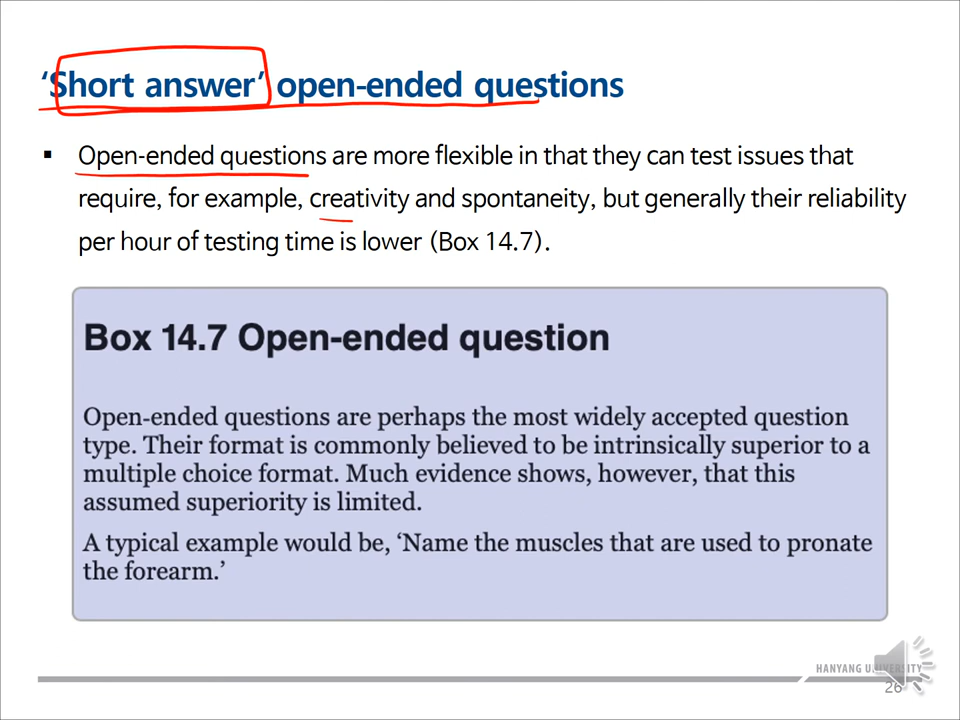 ‘Short answer’ open-ended questions
▪ Open-ended questions are more flexible in that they can test issues that
require, for example, creativity and spontaneity, but generally their reliability
per hour of testing time is lower (Box 14.7).
Box 14.7 Open-ended question
Open-ended questions are perhaps the most widely accepted question
type. Their format is commonly believed to be intrinsically superior to a
multiple choice format. Much evidence shows, however, that this
assumed superiority is limited.
A typical example would be, ‘Name the muscles that are used to pronate
the forearm.’
HANYANG UNIVERSITY
26